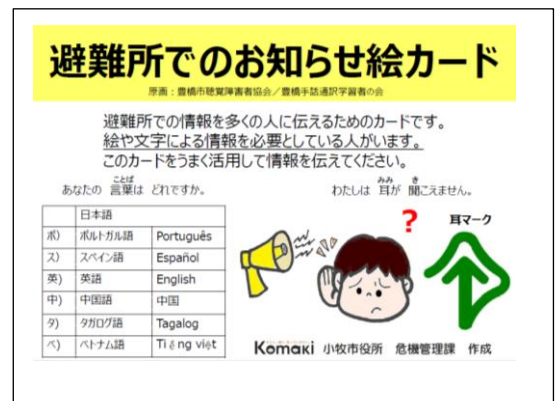 避難所でのお知らせ絵カード
原画:豊橋市聴覚障害者協会/豊橋手話通訳学習者の会
避難所での情報を多くの人に伝えるためのカードです。
絵や文字による情報を必要としている人がいます。
このカードをうまく活用して情報を伝えてください。
ことば
あなたの 言葉は どれですか。
みみ き
わたしは 耳が 聞こえません。
日本語
ポ) ポルトガル語 Português
ス) スペイン語 Español
英) 英語 English
中) 中国語 中国
タ) タガログ語 Tagalog
ベ) ベトナム語 Tiếng việt
?
耳マーク
Komaki 小牧市役所 危機管理課 作成